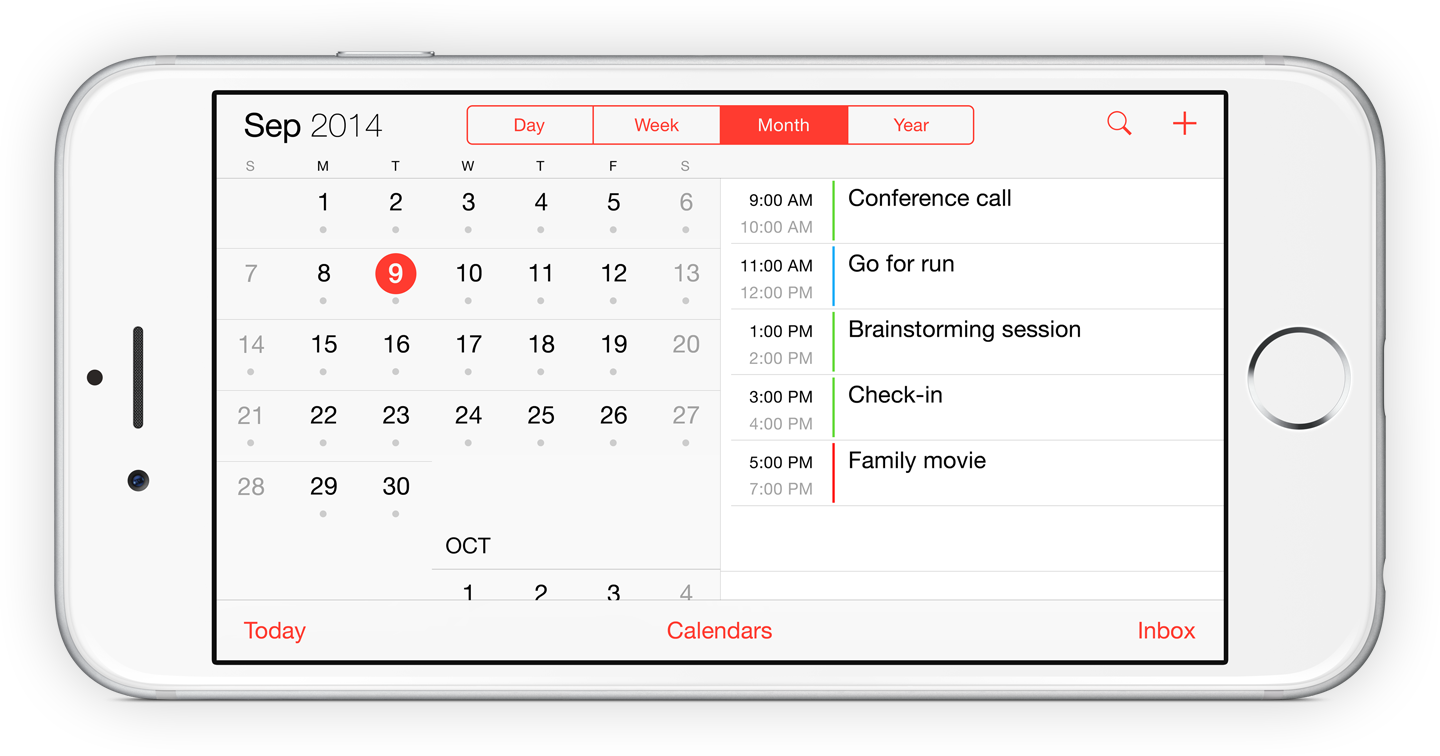 Sep 2014
Day Week Month Year
S M T W T F S
1 2 3 4 5 6
7 8 9 10 11 12 13
14 15 16 17 18 19 20
21 22 23 24 25 26 27
28 29 30
OCT
1 2 3 4
9:00 AM Conference call
10:00 AM
11:00 AM Go for run
12:00 PM
1:00 PM Brainstorming session
2:00 PM
3:00 PM Check-in
4:00 PM
5:00 PM Family movie
7:00 PM
Today Calendars Inbox